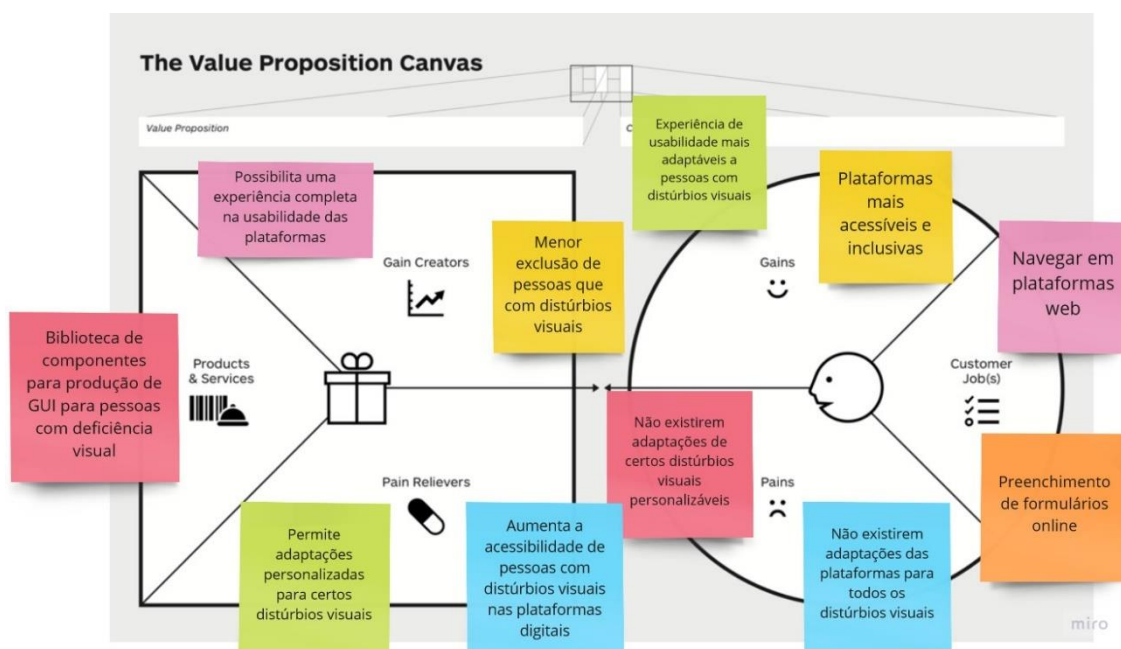 The Value Proposition Canvas
Value Proposition
C
Experiência de
usabilidade mais
adaptáveis a
pessoas com
distúrbios visuais
Possibilita uma
experiência completa
na usabilidade das
plataformas
Plataformas
mais
acessíveis e
inclusivas
Menor
exclusão de
pessoas que
com distúrbios
visuais
Navegar em
plataformas
web
Gain Creators
Gains
Biblioteca de
componentes
para produção de
GUI para pessoas
com deficiência
visual
Products
& Services
Customer
Job(s)
Não existirem
adaptações de
certos distúrbios
visuais
personalizáveis
Pain Relievers
Pains
Preenchimento
de formulários
online
Permite
adaptações
personalizadas
para certos
distúrbios visuais
Aumenta a
acessibilidade de
pessoas com
distúrbios visuais
nas plataformas
digitais
Não existirem
adaptações das
plataformas para
todos os
distúrbios visuais
miro